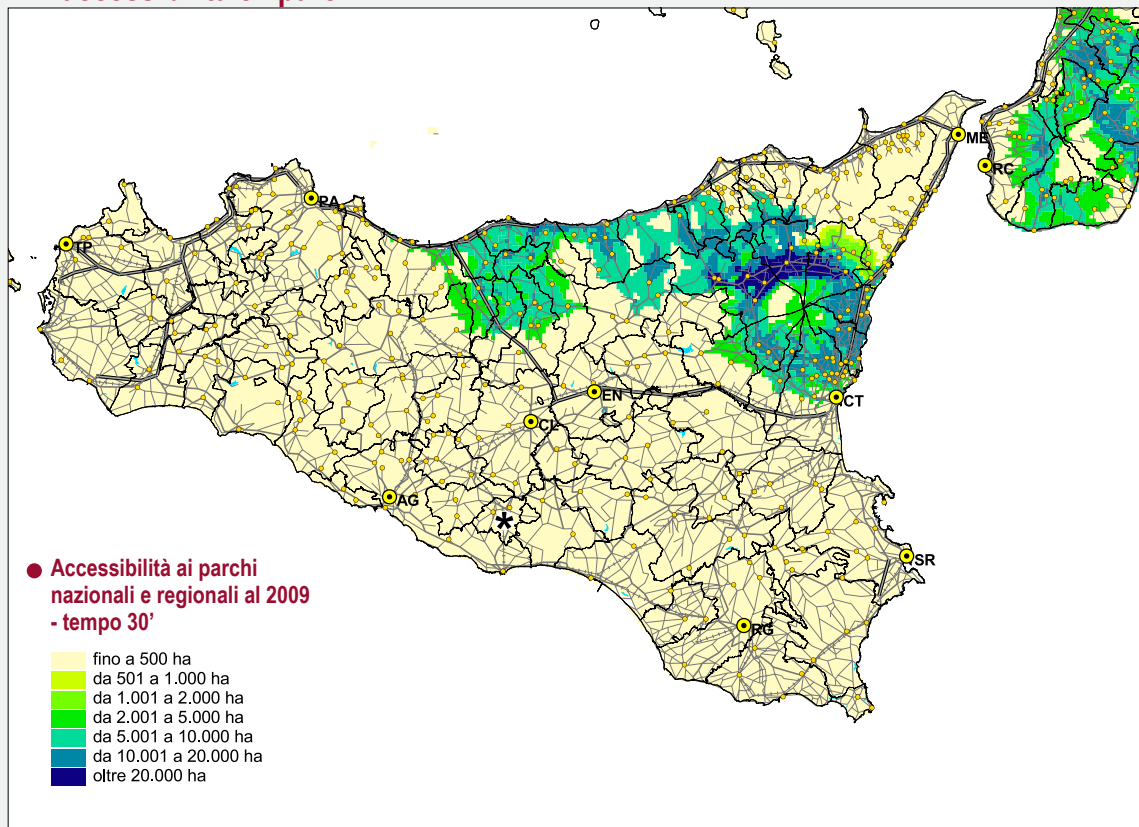 ME
RC
PA
TP
EN
CT
CL
AG
*
SR
RG
Accessibilità ai parchi
nazionali e regionali al 2009
- tempo 30’
fino a 500 ha
da 501 a 1.000 ha
da 1.001 a 2.000 ha
da 2.001 a 5.000 ha
da 5.001 a 10.000 ha
da 10.001 a 20.000 ha
oltre 20.000 ha